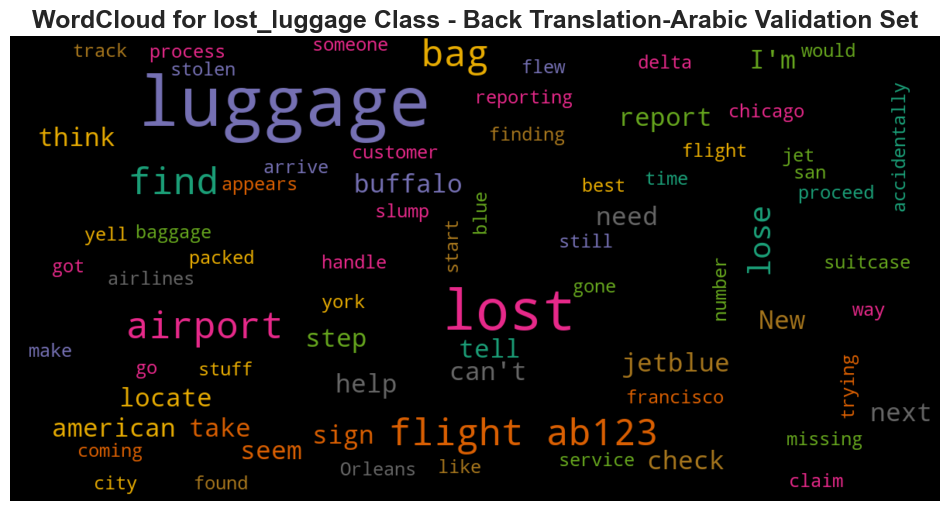 WordCloud for lost_luggage Class - Back Translation-Arabic Validation Set
track
process
someone
bag
I'm
would
stolen
flew
delta
luggage
reporting
report
chicago
accidentally
think
finding
flight
customer
jet
find
arrive
san
appears
buffalo
best
time
proceed
slump
blue
need
lose
yell
baggage
start
still
got
packed
handle
suitcase
airlines
gone
number
york
lost
way
airport
New
step
tell
make
can't
jetblue
go
stuff
help
trying
locate
francisco
next
american
take
sign
flight ab123
missing
coming
seem
Orleans
like
service
check
city
found
claim